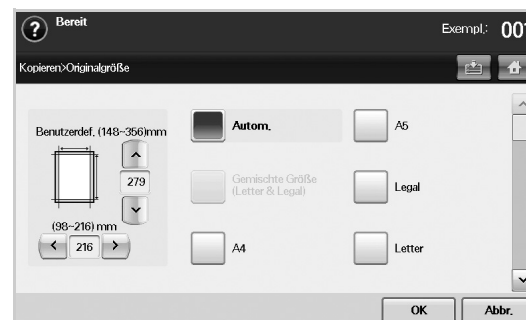 ?
Bereit
Exempl.: 001
Kopieren>Originalgröße
Benutzerdef. (148~356)mm
279
(98~216) mm
216
Autom.
A5
Gemischte Größe
(Letter & Legal)
Legal
A4
Letter
OK
Abbr.